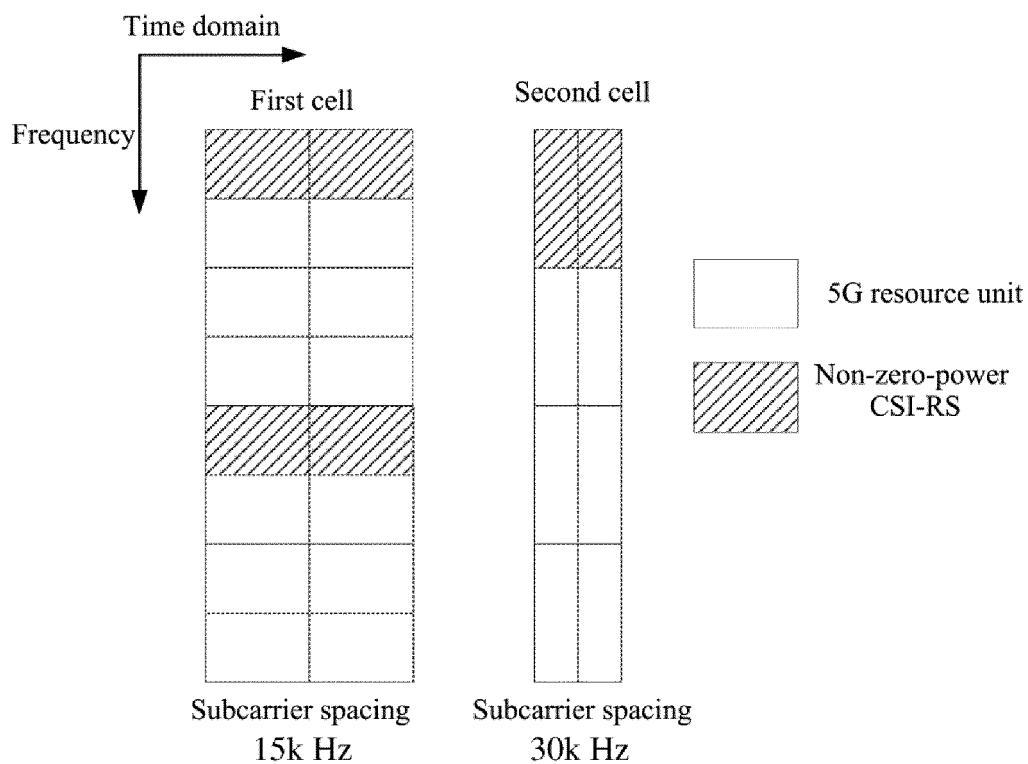 Time domain
Frequency
First cell
Second cell
5G resource unit
Non-zero-power
CSI-RS
Subcarrier spacing
15k Hz
Subcarrier spacing
30k Hz